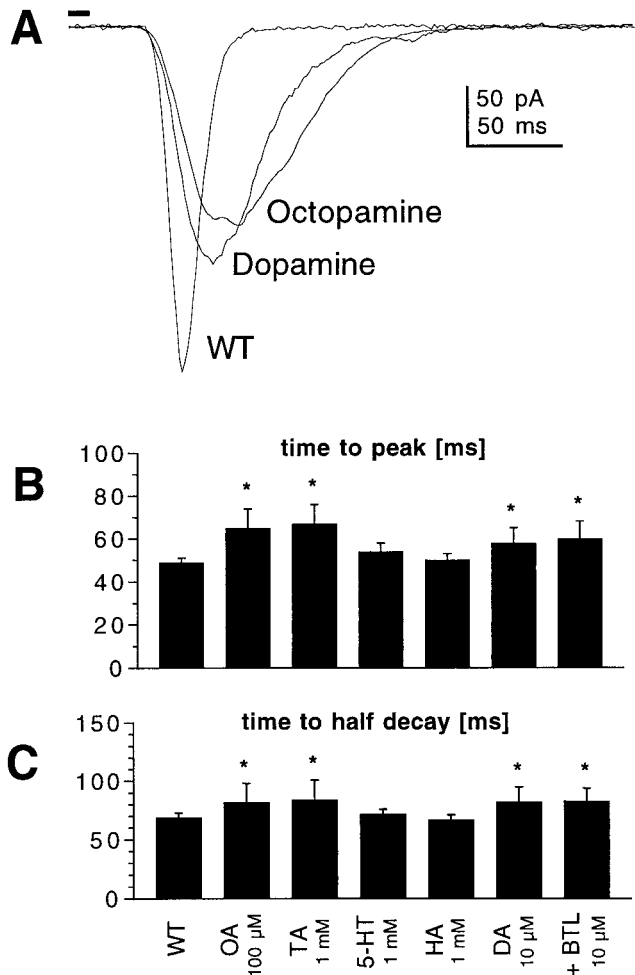 A
50 pA
50 ms
Octopamine
Dopamine
WT
B
time to peak [ms]
100
80
60
40
20
0
* * * *
C
time to half decay [ms]
150
100
50
0
* * * *
WT
OA 100 µM
TA 1 mM
5-HT 1 mM
HA 1 mM
DA 10 µM
+ BTL 10 µM